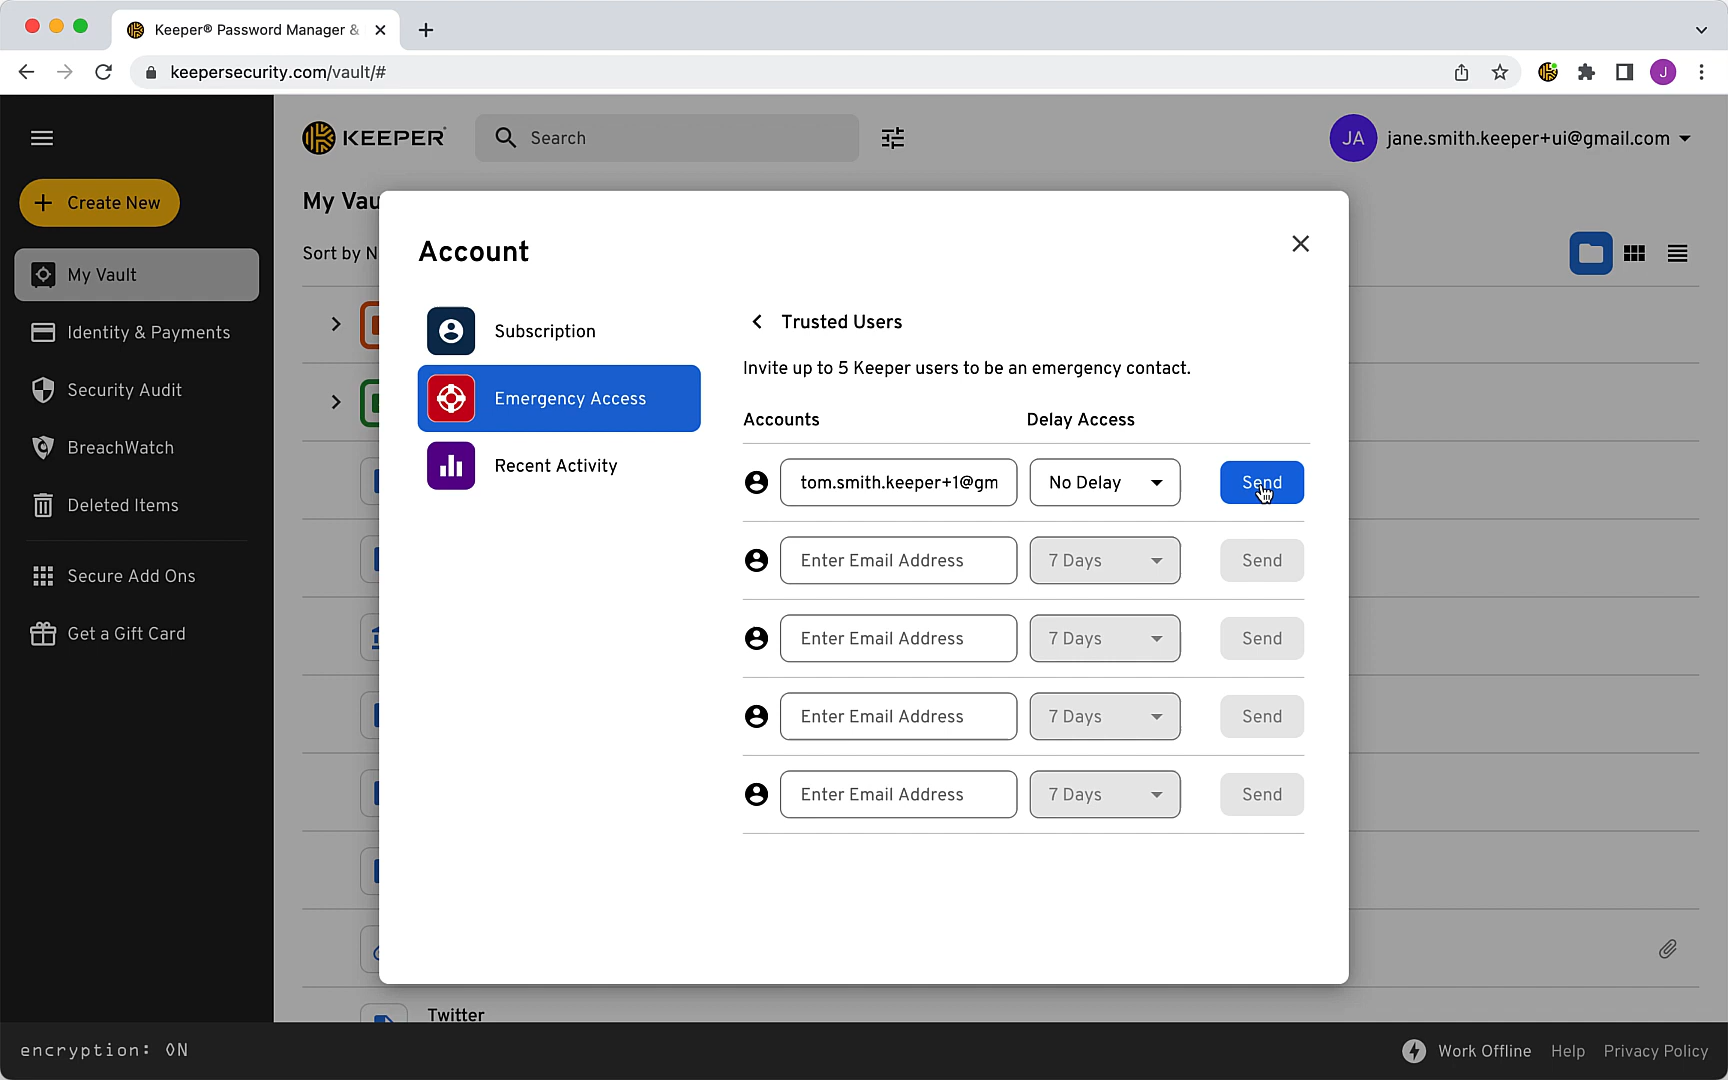 Keeper® Password Manager &
keepersecurity.com/vault/#
J
KEEPER
Search
JA
jane.smith.keeper+ui@gmail.com
Create New
My Vault
Identity & Payments
Security Audit
BreachWatch
Deleted Items
Secure Add Ons
Get a Gift Card
My Vau
Sort by N
Account
Subscription
Emergency Access
Recent Activity
Trusted Users
Invite up to 5 Keeper users to be an emergency contact.
Accounts Delay Access
tom.smith.keeper+1@gm No Delay Send
Enter Email Address 7 Days Send
Enter Email Address 7 Days Send
Enter Email Address 7 Days Send
Enter Email Address 7 Days Send
Twitter
encryption: ON
Work Offline Help Privacy Policy